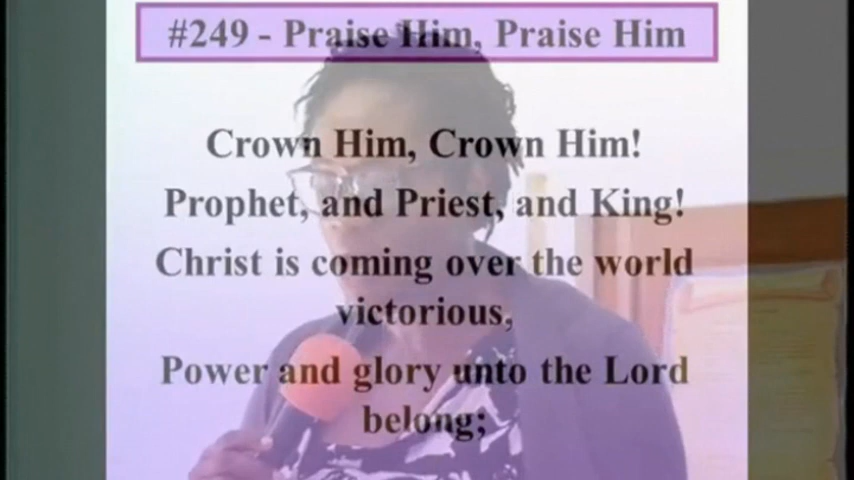 #249 - Praise Him, Praise Him
Crown Him, Crown Him!
Prophet, and Priest, and King!
Christ is coming over the world
victorious,
Power and glory unto the Lord
belong;